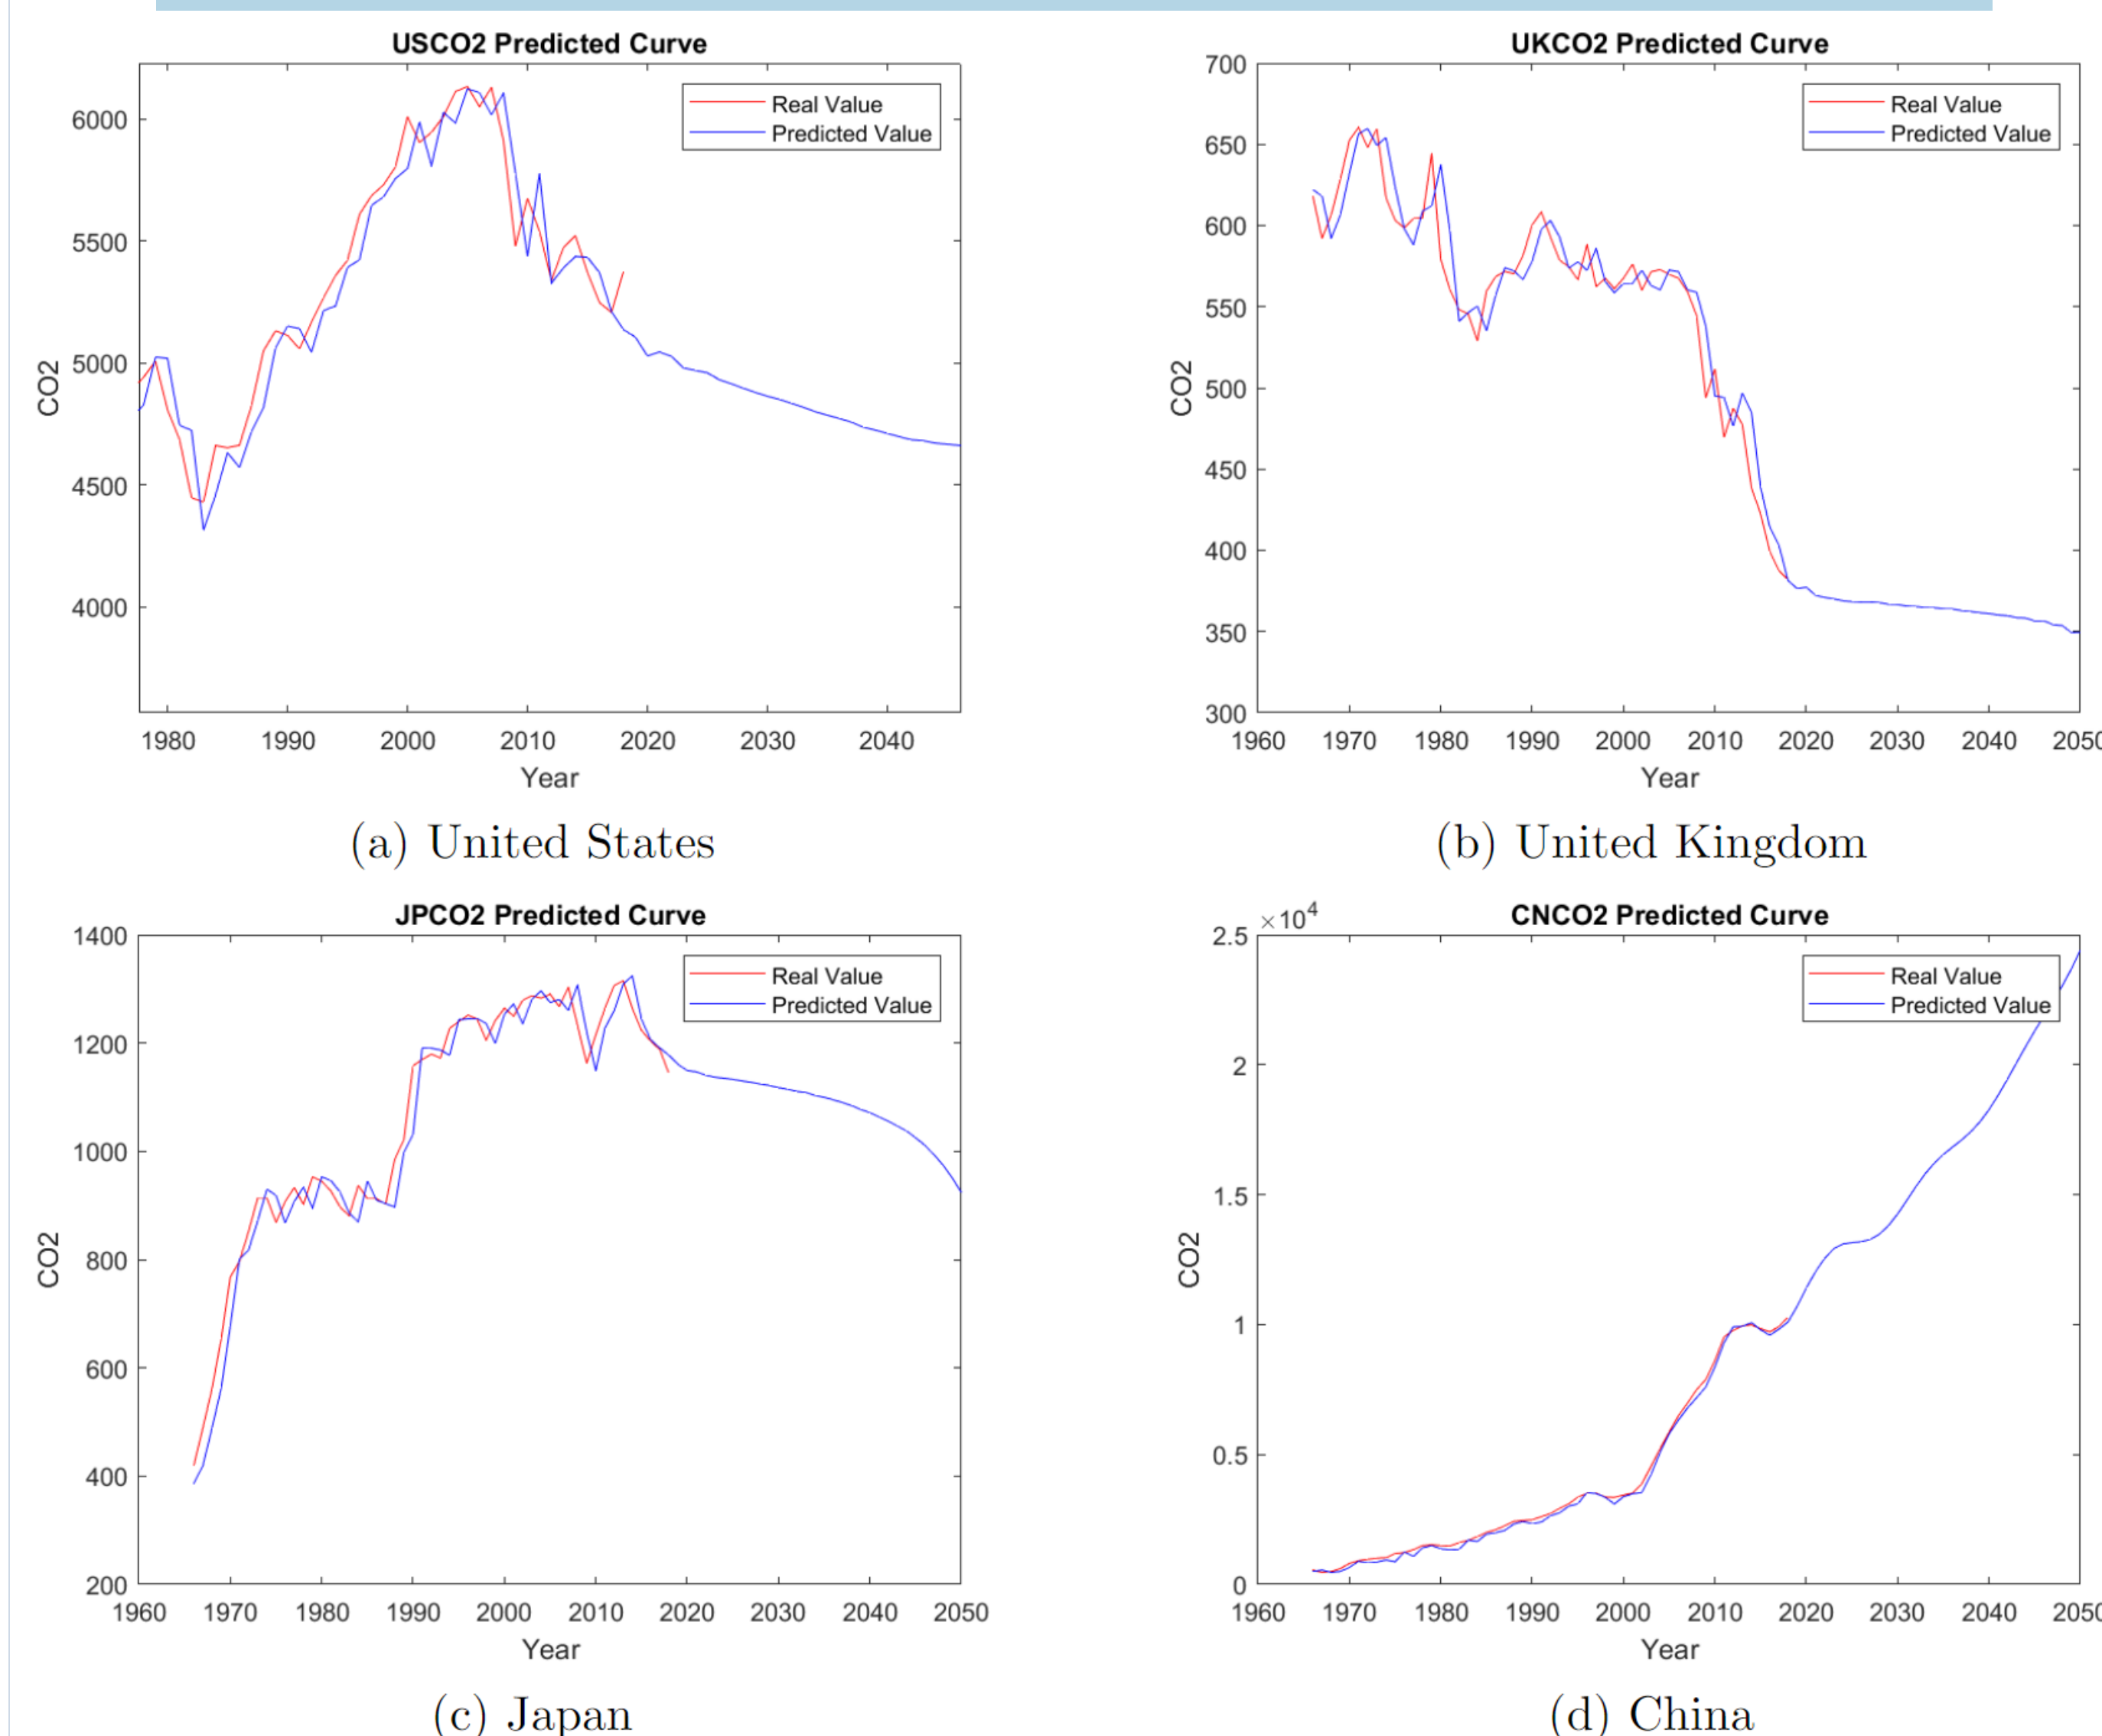 USCO2 Predicted Curve
Real Value
Predicted Value
6000
5500
5000
4500
4000
CO2
1980 1990 2000 2010 2020 2030 2040
Year
(a) United States
UKCO2 Predicted Curve
Real Value
Predicted Value
700
650
600
550
500
450
400
350
300
CO2
1960 1970 1980 1990 2000 2010 2020 2030 2040 2050
Year
(b) United Kingdom
JPCO2 Predicted Curve
Real Value
Predicted Value
1400
1200
1000
800
600
400
200
CO2
1960 1970 1980 1990 2000 2010 2020 2030 2040 2050
Year
(c) Japan
CNCO2 Predicted Curve
×10⁴
Real Value
Predicted Value
2.5
2
1.5
1
0.5
0
CO2
1960 1970 1980 1990 2000 2010 2020 2030 2040 2050
Year
(d) China